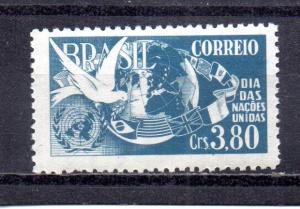 BRASIL CORREIO
DIA
DAS
NAÇÕES
UNIDAS
Cr$ 3,80